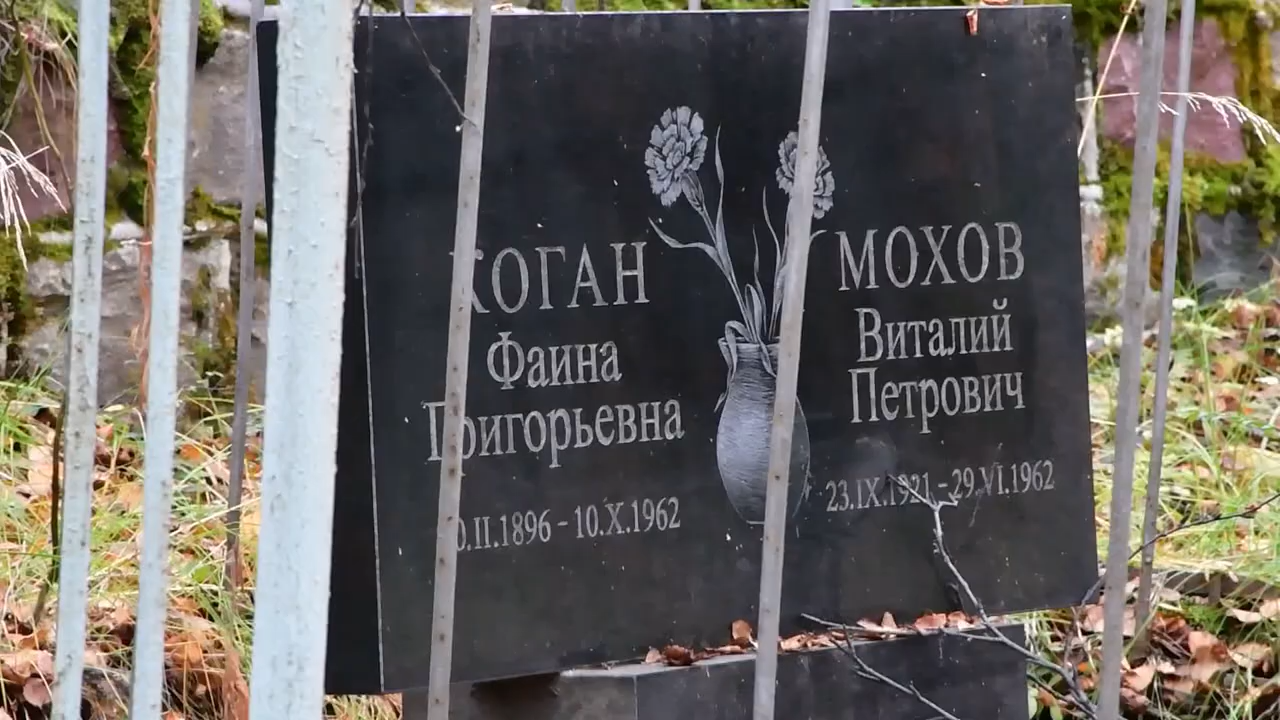 КОГАН
Фаина
Григорьевна
0.II.1896 - 10.X.1962
МОХОВ
Виталий
Петрович
23.IX.1921 - 29.VI.1962